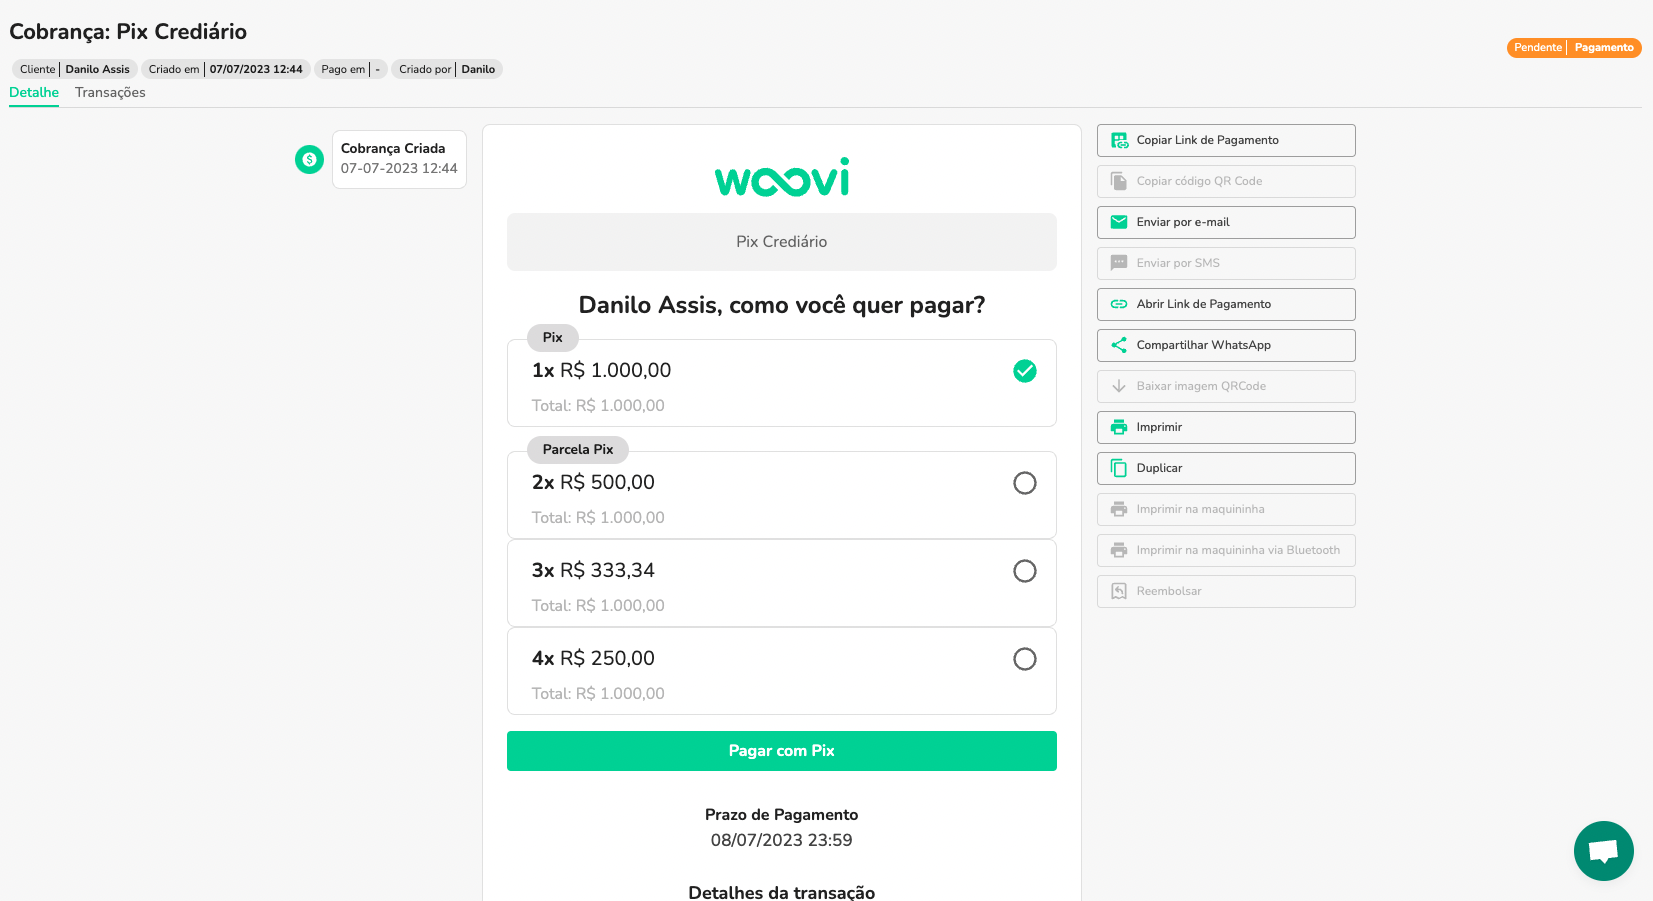 Cobrança: Pix Crediário
Pendente Pagamento
Cliente Danilo Assis Criado em 07/07/2023 12:44 Pago em - Criado por Danilo
Detalhe Transações
Cobrança Criada
07-07-2023 12:44
woovi
Pix Crediário
Danilo Assis, como você quer pagar?
Pix
1x R$ 1.000,00
Total: R$ 1.000,00
Parcela Pix
2x R$ 500,00
Total: R$ 1.000,00
3x R$ 333,34
Total: R$ 1.000,00
4x R$ 250,00
Total: R$ 1.000,00
Pagar com Pix
Prazo de Pagamento
08/07/2023 23:59
Detalhes da transação
Copiar Link de Pagamento
Copiar código QR Code
Enviar por e-mail
Enviar por SMS
Abrir Link de Pagamento
Compartilhar WhatsApp
Baixar imagem QRCode
Imprimir
Duplicar
Imprimir na maquininha
Imprimir na maquininha via Bluetooth
Reembolsar